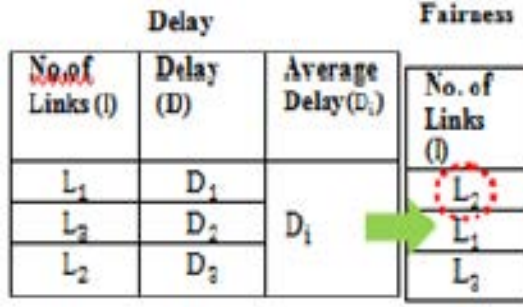 Delay
No.of
Links (l)
Delay
(D)
Average
Delay(Di)
L1
D1
Di
L3
D2
L2
D3
Fairness
No. of
Links
(l)
L2
L1
L3